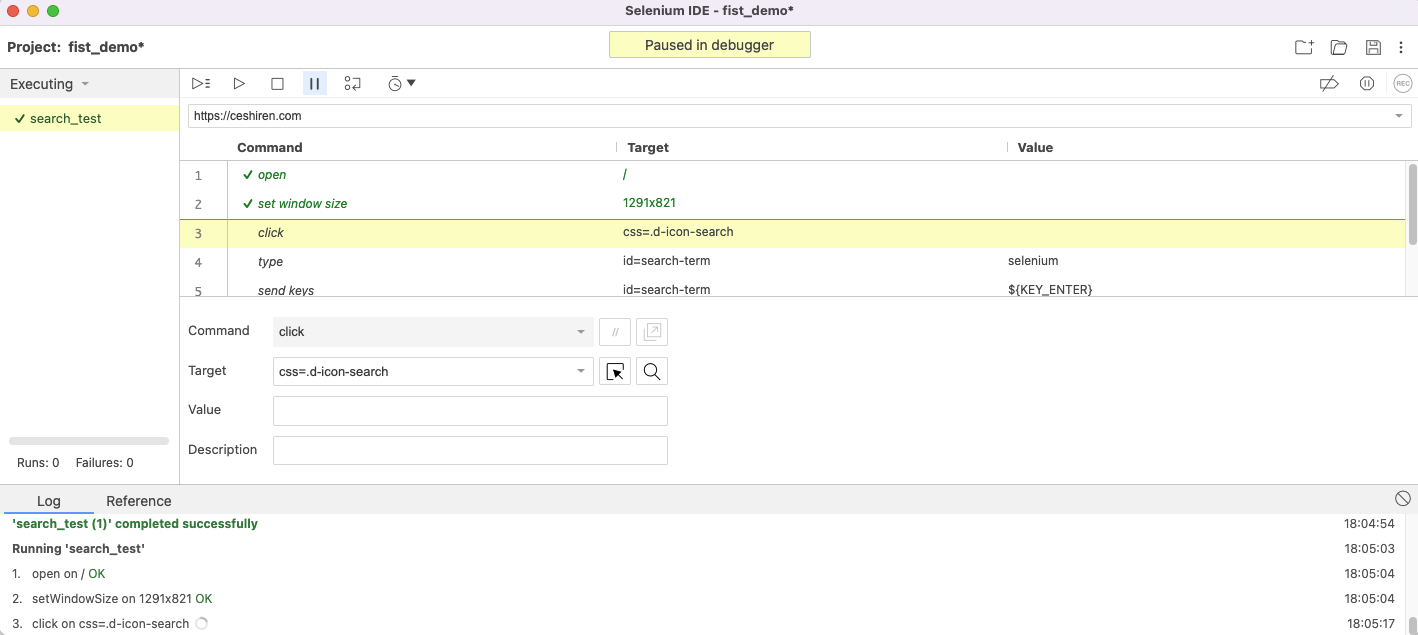 Selenium IDE - fist_demo*
Project: fist_demo*
Paused in debugger
Executing
REC
search_test
https://ceshiren.com
Command Target Value
1 open /
2 set window size 1291x821
3 click css=.d-icon-search
4 type id=search-term selenium
5 send keys id=search-term ${KEY_ENTER}
Command click //
Target css=.d-icon-search
Value
Description
Runs: 0 Failures: 0
Log Reference
'search_test (1)' completed successfully 18:04:54
Running 'search_test' 18:05:03
1. open on / OK 18:05:04
2. setWindowSize on 1291x821 OK 18:05:04
3. click on css=.d-icon-search 18:05:17